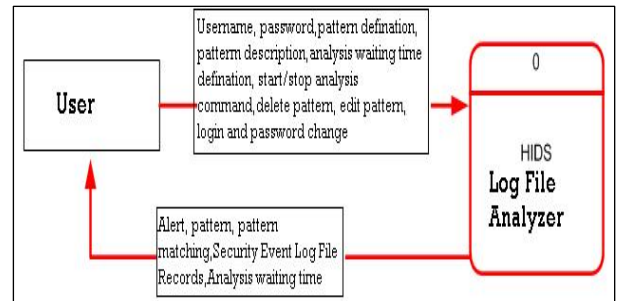 User
Username, password,pattern defination,
patterm description,analysis waiting time
defination, start/stop analysis
command,delete pattern, edit pattern,
login and password change
0
HIDS
Log File
Analyzer
Alert, pattern, pattern
matching,Security Event Log File
Records,Analysis waiting time